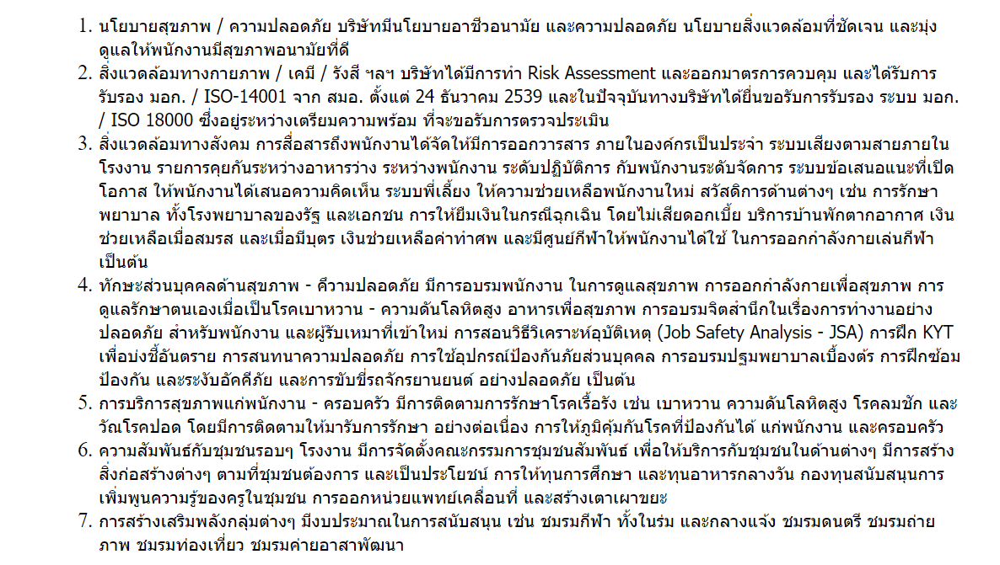 1. นโยบายสุขภาพ / ความปลอดภัย บริษัทมีนโยบายอาชีวอนามัย และความปลอดภัย นโยบายสิ่งแวดล้อมที่ชัดเจน และมุ่ง
ดูแลให้พนักงานมีสุขภาพอนามัยที่ดี
2. สิ่งแวดล้อมทางกายภาพ / เคมี / รังสี ฯลฯ บริษัทได้มีการทำ Risk Assessment และออกมาตรการควบคุม และได้รับการ
รับรอง มอก. / ISO-14001 จาก สมอ. ตั้งแต่ 24 ธันวาคม 2539 และในปัจจุบันทางบริษัทได้ยื่นขอรับการรับรอง ระบบ มอก.
/ ISO 18000 ซึ่งอยู่ระหว่างเตรียมความพร้อม ที่จะขอรับการตรวจประเมิน
3. สิ่งแวดล้อมทางสังคม การสื่อสารถึงพนักงานได้จัดให้มีการออกวารสาร ภายในองค์กรเป็นประจำ ระบบเสียงตามสายภายใน
โรงงาน รายการคุยกันระหว่างอาหารว่าง ระหว่างพนักงาน ระดับปฏิบัติการ กับพนักงานระดับจัดการ ระบบข้อเสนอแนะที่เปิด
โอกาส ให้พนักงานได้เสนอความคิดเห็น ระบบพี่เลี้ยง ให้ความช่วยเหลือพนักงานใหม่ สวัสดิการด้านต่างๆ เช่น การรักษา
พยาบาล ทั้งโรงพยาบาลของรัฐ และเอกชน การให้ยืมเงินในกรณีฉุกเฉิน โดยไม่เสียดอกเบี้ย บริการบ้านพักตากอากาศ เงิน
ช่วยเหลือเมื่อสมรส และเมื่อมีบุตร เงินช่วยเหลือค่าทำศพ และมีศูนย์กีฬาให้พนักงานได้ใช้ ในการออกกำลังกายเล่นกีฬา
เป็นต้น
4. ทักษะส่วนบุคคลด้านสุขภาพ - คึวามปลอดภัย มีการอบรมพนักงาน ในการดูแลสุขภาพ การออกกำลังกายเพื่อสุขภาพ การ
ดูแลรักษาตนเองเมื่อเป็นโรคเบาหวาน - ความดันโลหิตสูง อาหารเพื่อสุขภาพ การอบรมจิตสำนึกในเรื่องการทำงานอย่าง
ปลอดภัย สำหรับพนักงาน และผู้รับเหมาที่เข้าใหม่ การสอนวิธีวิเคราะห์อุบัติเหตุ (Job Safety Analysis - JSA) การฝึก KYT
เพื่อบ่งชี้อันตราย การสนทนาความปลอดภัย การใช้อุปกรณ์ป้องกันภัยส่วนบุคคล การอบรมปฐมพยาบาลเบื้องต้ร การฝึกซ้อม
ป้องกัน และระงับอัคคีภัย และการขับขี่รถจักรยานยนต์ อย่างปลอดภัย เป็นต้น
5. การบริการสุขภาพแก่พนักงาน - ครอบครัว มีการติดตามการรักษาโรคเรื้อรัง เช่น เบาหวาน ความดันโลหิตสูง โรคลมชัก และ
วัณโรคปอด โดยมีการติดตามให้มารับการรักษา อย่างต่อเนื่อง การให้ภูมิคุ้มกันโรคที่ป้องกันได้ แก่พนักงาน และครอบครัว
6. ความสัมพันธ์กับชุมชนรอบๆ โรงงาน มีการจัดตั้งคณะกรรมการชุมชนสัมพันธ์ เพื่อให้บริการกับชุมชนในด้านต่างๆ มีการสร้าง
สิ่งก่อสร้างต่างๆ ตามที่ชุมชนต้องการ และเป็นประโยชน์ การให้ทุนการศึกษา และทุนอาหารกลางวัน กองทุนสนับสนุนการ
เพิ่มพูนความรู้ของครูในชุมชน การออกหน่วยแพทย์เคลื่อนที่ และสร้างเตาเผาขยะ
7. การสร้างเสริมพลังกลุ่มต่างๆ มีงบประมาณในการสนับสนุน เช่น ชมรมกีฬา ทั้งในร่ม และกลางแจ้ง ชมรมดนตรี ชมรมถ่าย
ภาพ ชมรมท่องเที่ยว ชมรมค่ายอาสาพัฒนา